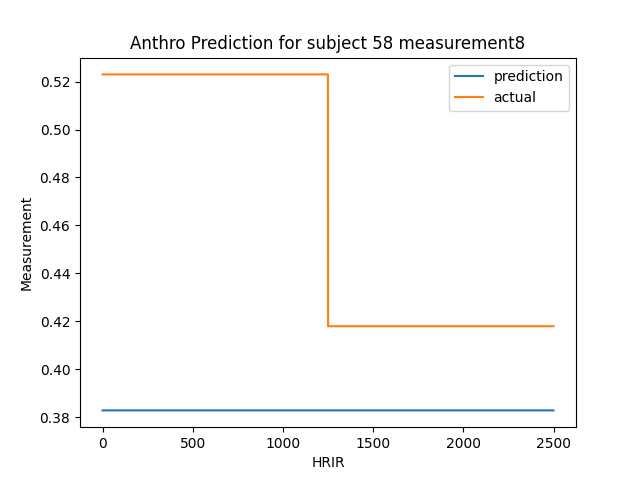 Anthro Prediction for subject 58 measurement8
prediction
actual
0.52
0.50
0.48
0.46
0.44
0.42
0.40
0.38
Measurement
0 500 1000 1500 2000 2500
HRIR